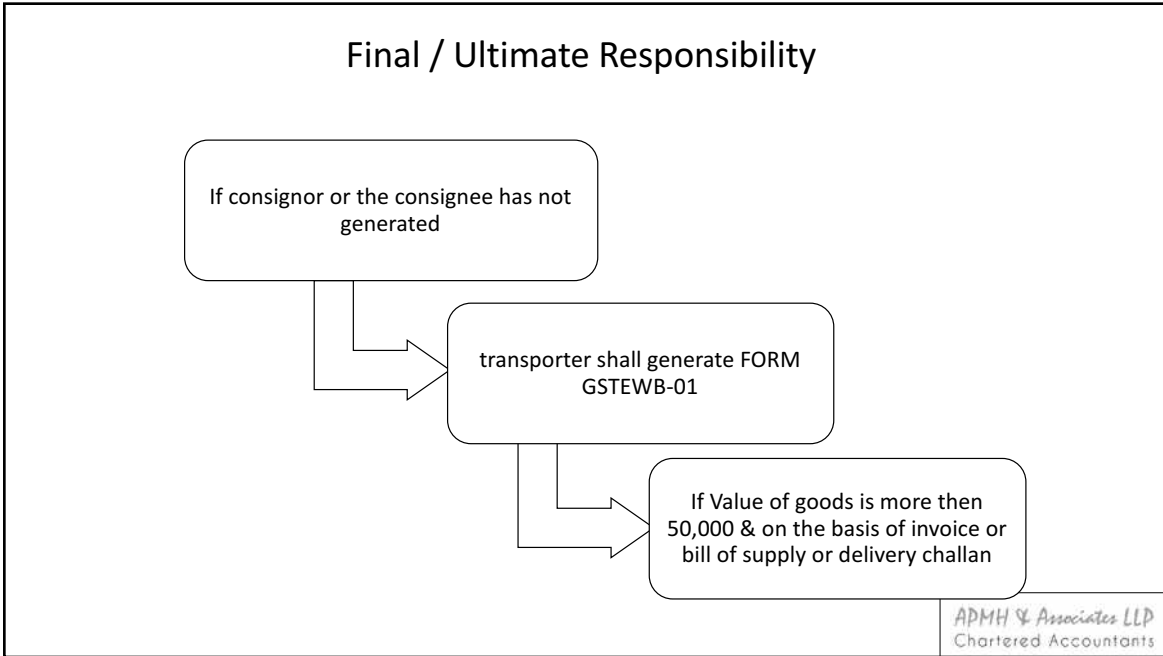 Final / Ultimate Responsibility
If consignor or the consignee has not
generated
transporter shall generate FORM
GSTEWB-01
If Value of goods is more then
50,000 & on the basis of invoice or
bill of supply or delivery challan
APMH & Associates LLP
Chartered Accountants